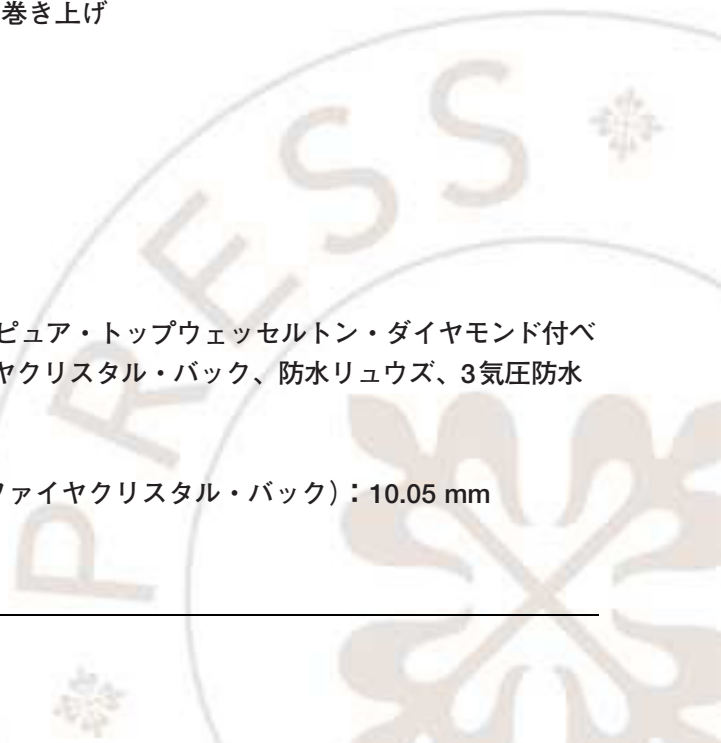 巻き上げ
ピュア・トップウェッセルトン・ダイヤモンド付ベ
ヤクリスタル・バック、防水リュウズ、3気圧防水
ファイヤクリスタル・バック）：10.05 mm
PRESS